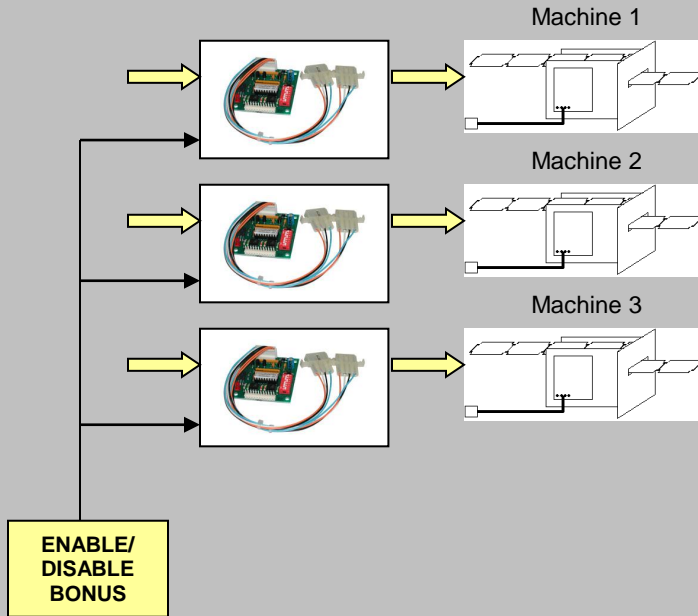 Machine 1
Machine 2
Machine 3
ENABLE/
DISABLE
BONUS